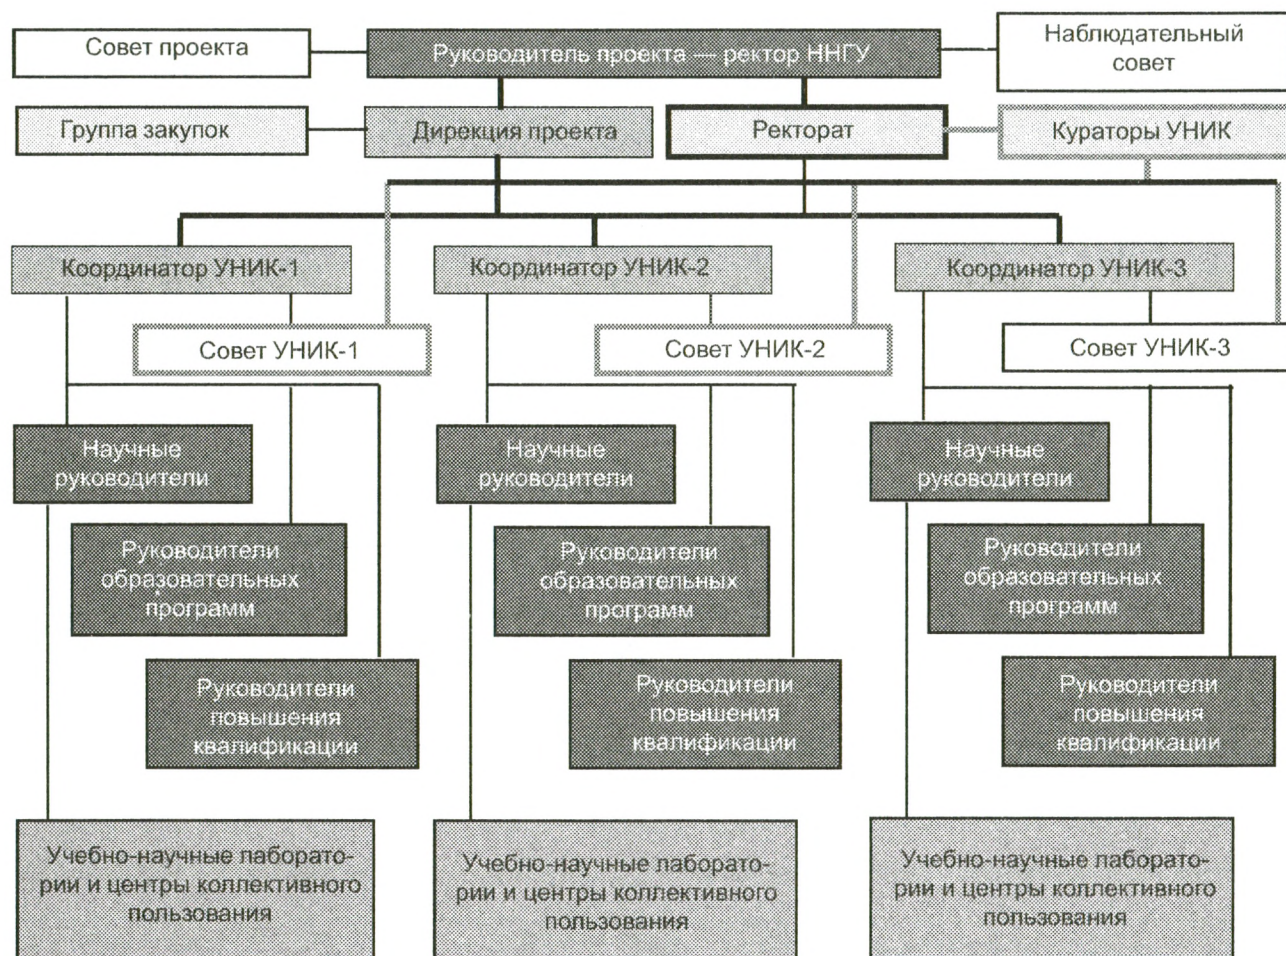 Совет проекта
Руководитель проекта — ректор ННГУ
Наблюдательный
совет
Группа закупок
Дирекция проекта
Ректорат
Кураторы УНИК
Координатор УНИК-1
Координатор УНИК-2
Координатор УНИК-3
Совет УНИК-1
Совет УНИК-2
Совет УНИК-3
Научные
руководители
Научные
руководители
Научные
руководители
Руководители
образовательных
программ
Руководители
образовательных
программ
Руководители
образовательных
программ
Руководители
повышения
квалификации
Руководители
повышения
квалификации
Руководители
повышения
квалификации
Учебно-научные лаборато-
рии и центры коллективного
пользования
Учебно-научные лаборато-
рии и центры коллективного
пользования
Учебно-научные лаборато-
рии и центры коллективного
пользования